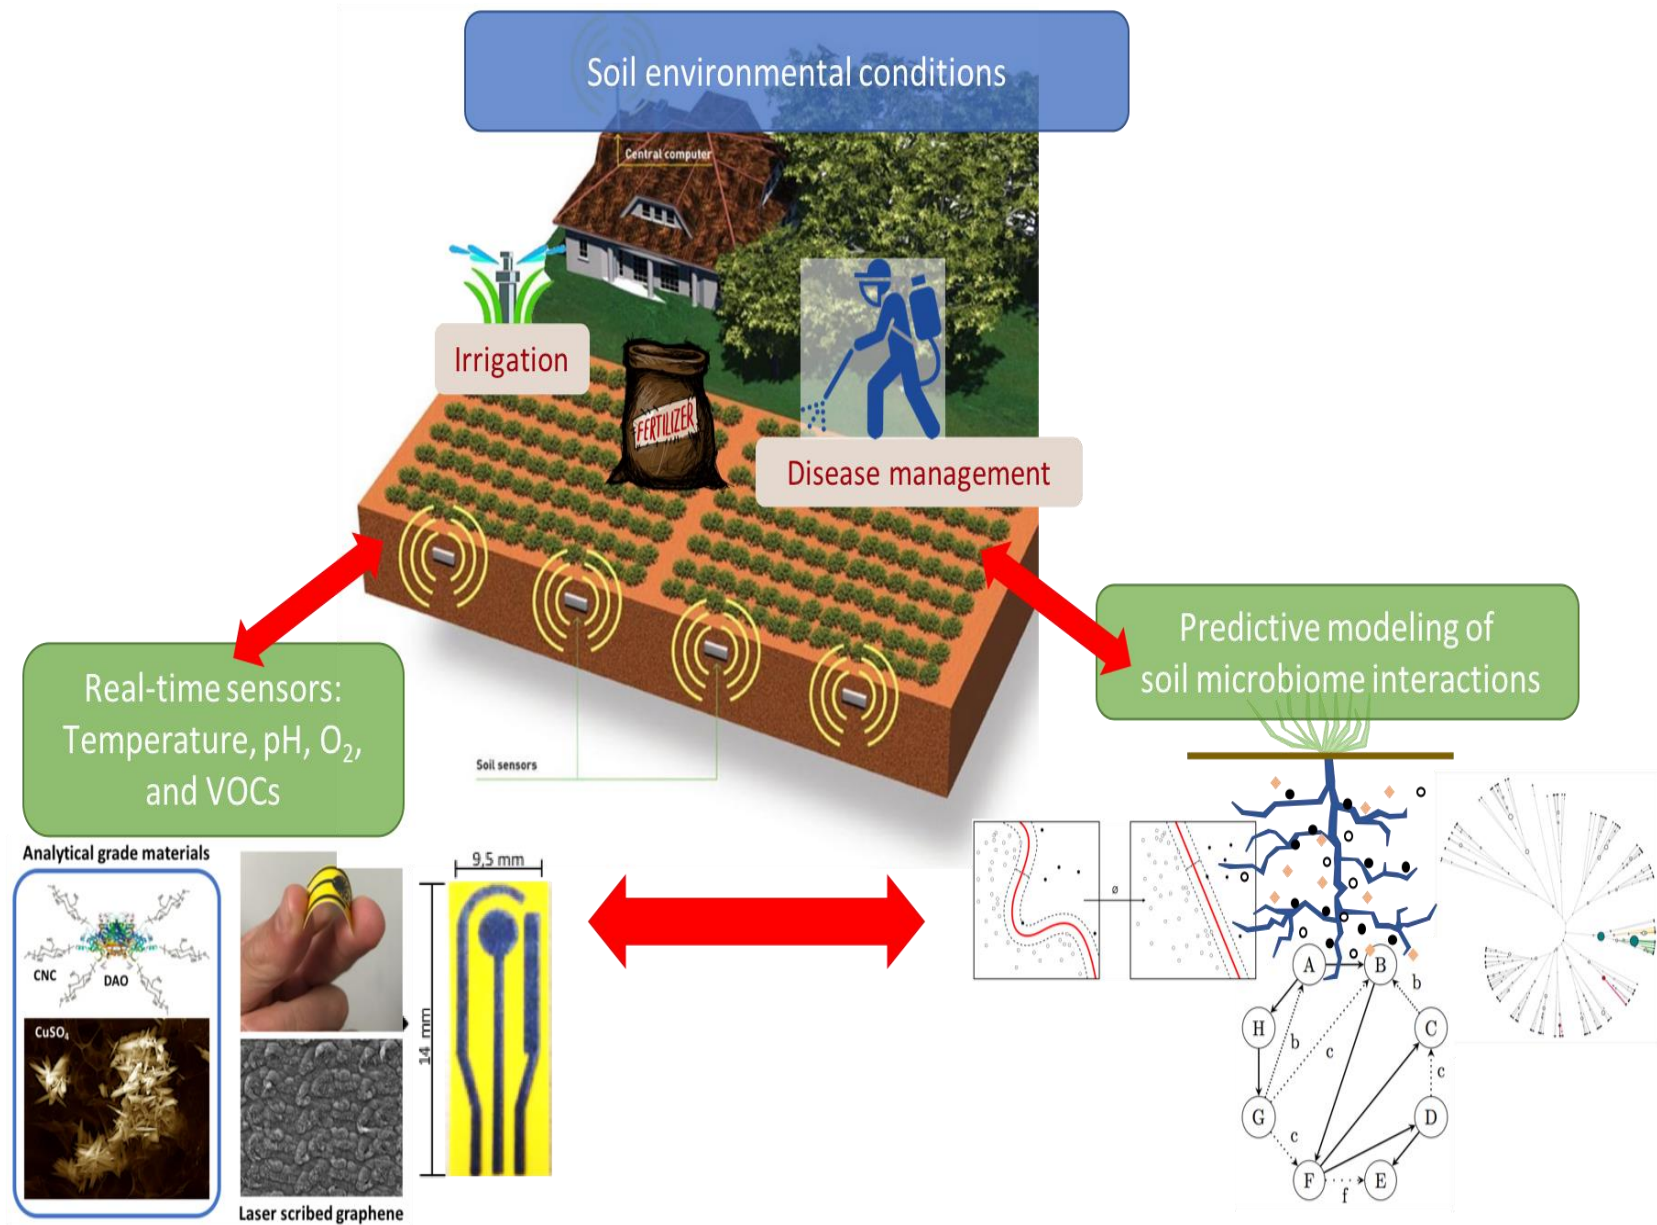 Soil environmental conditions
Central computer
Irrigation
FERTILIZER
Disease management
Predictive modeling of
soil microbiome interactions
Real-time sensors:
Temperature, pH, O₂,
and VOCs
Soil sensors
Analytical grade materials
CNC
DAO
CuSO₄
9,5 mm
14 mm
Laser scribed graphene
ø
A
B
b
H
C
b
c
c
G
D
c
F
E
f